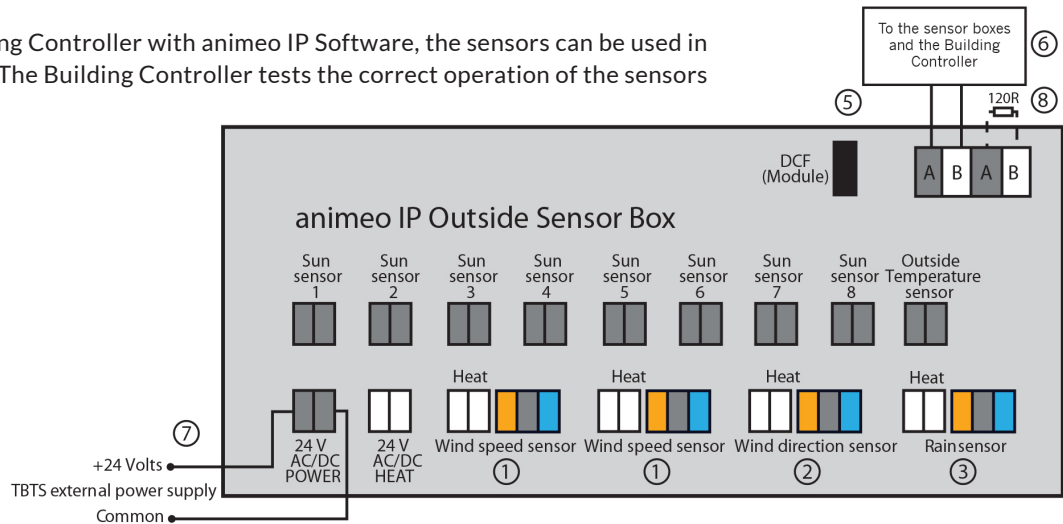 ng Controller with animeo IP Software, the sensors can be used in
The Building Controller tests the correct operation of the sensors
To the sensor boxes
and the Building
Controller
6
5
120R
8
DCF
(Module)
A B A B
animeo IP Outside Sensor Box
Sun
sensor
1
Sun
sensor
2
Sun
sensor
3
Sun
sensor
4
Sun
sensor
5
Sun
sensor
6
Sun
sensor
7
Sun
sensor
8
Outside
Temperature
sensor
Heat
Heat
Heat
Heat
7
24 V
AC/DC
POWER
24 V
AC/DC
HEAT
Wind speed sensor
1
Wind speed sensor
1
Wind direction sensor
2
Rainsensor
3
+24 Volts
TBTS external power supply
Common